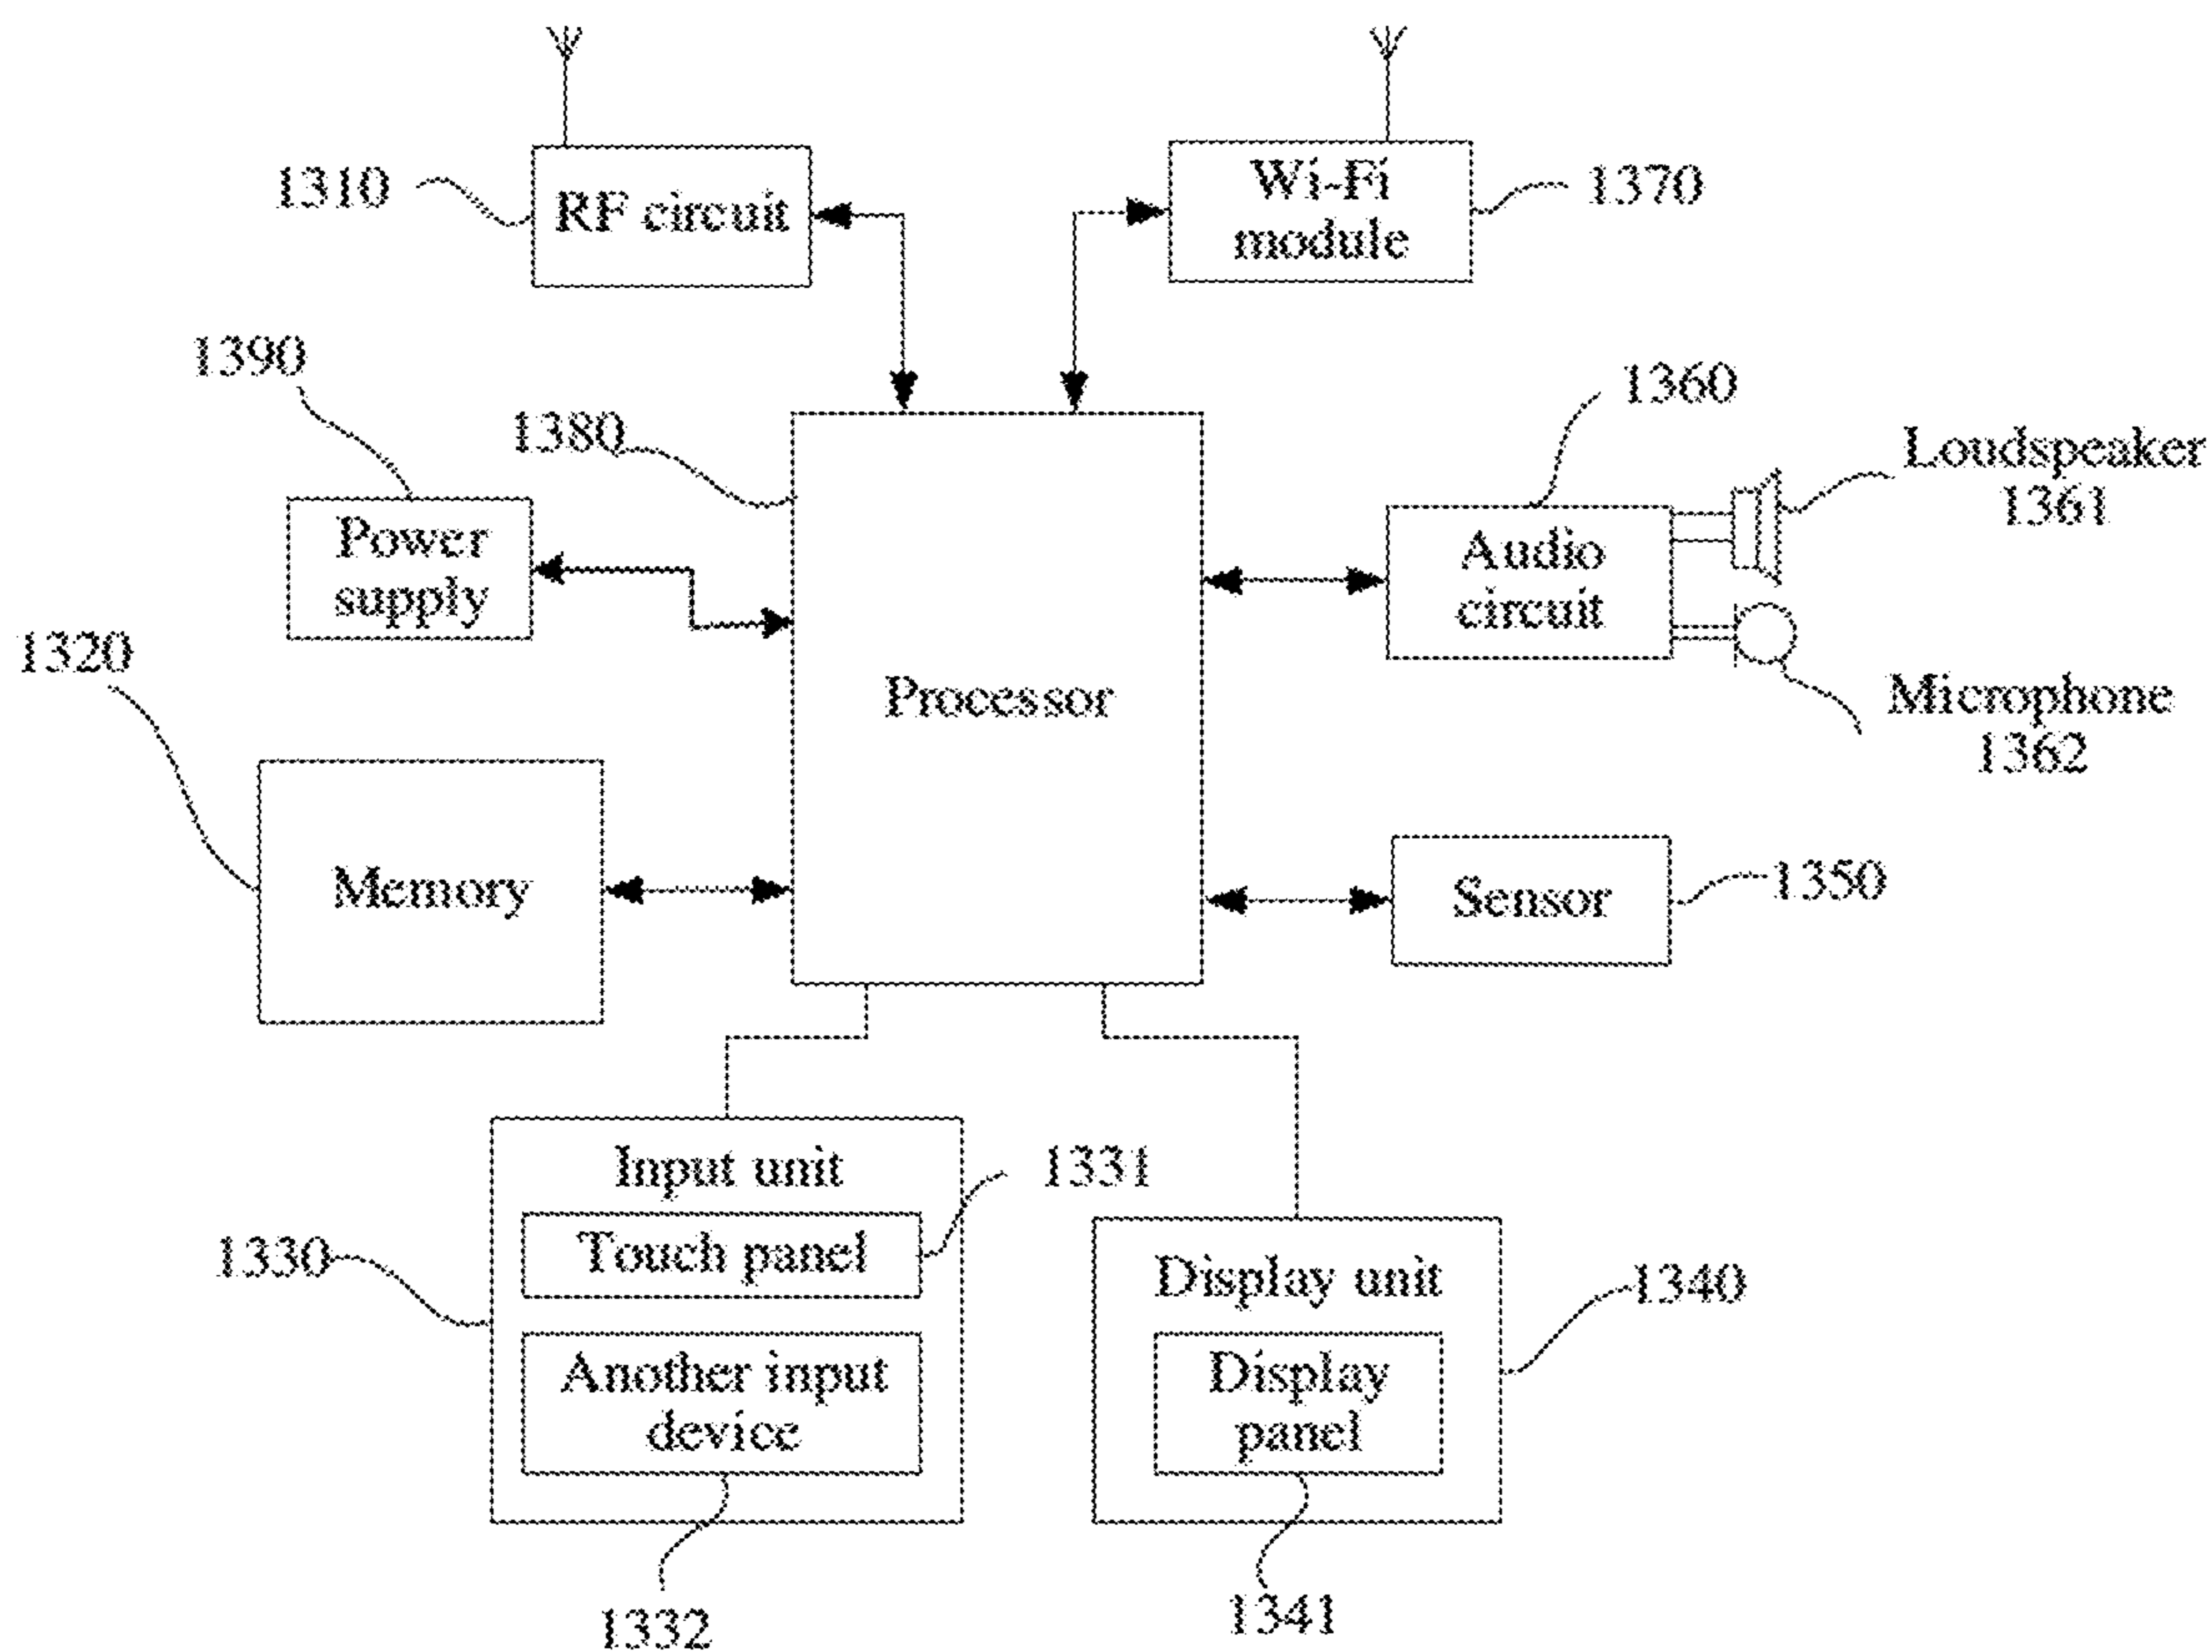 1310
RF circuit
Wi-Fi
module
1370
1390
1380
1360
Loudspeaker
1361
Power
supply
Audio
circuit
1320
Processor
Microphone
1362
Memory
Sensor
1350
Input unit
1331
1330
Touch panel
Another input
device
Display unit
1340
Display
panel
1332
1341